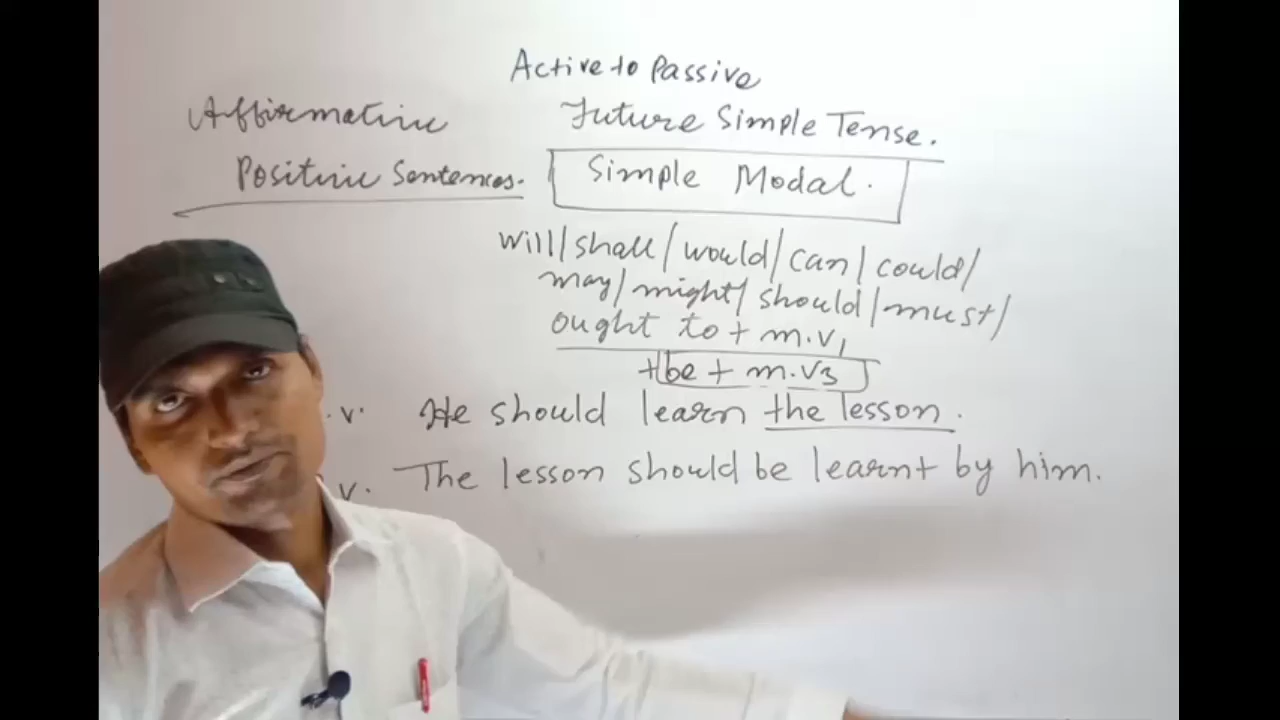 Active to Passive
Affirmative Future Simple Tense.
Positive Sentences. Simple Modal.
will/shall/would/can/could/
may/might/should/must/
ought to + m.v1
+be + m.v3
.v. He should learn the lesson.
v. The lesson should be learnt by him.